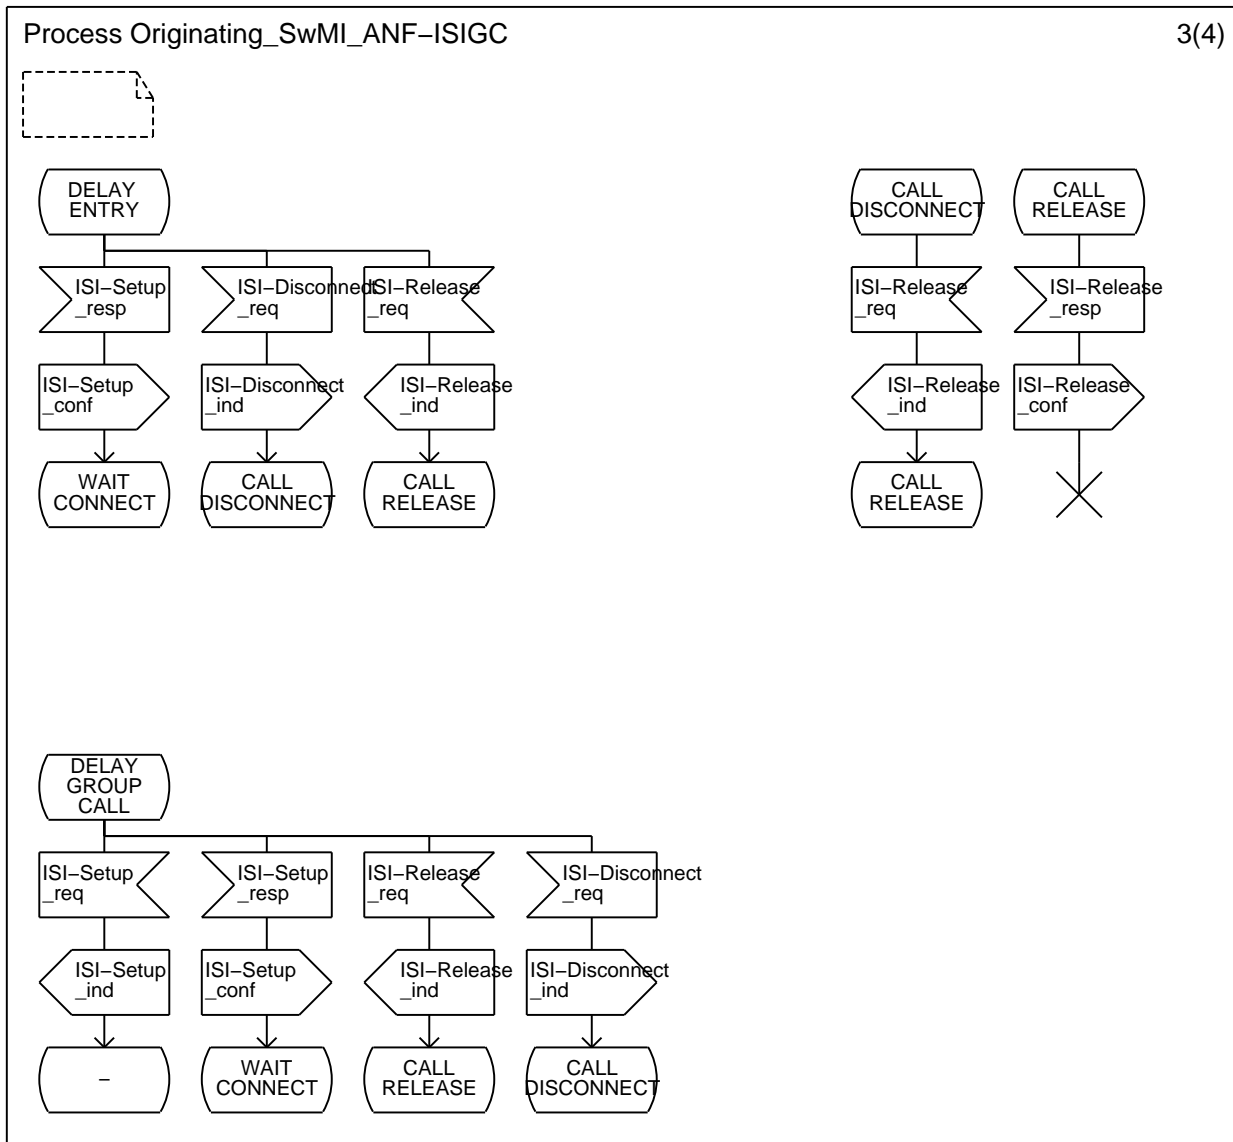 Process Originating_SwMI_ANF−ISIGC
3(4)
DELAY
ENTRY
CALL
DISCONNECT
CALL
RELEASE
ISI−Setup
_resp
ISI−Disconnect
_req
ISI−Release
_req
ISI−Release
_req
ISI−Release
_resp
ISI−Setup
_conf
ISI−Disconnect
_ind
ISI−Release
_ind
ISI−Release
_ind
ISI−Release
_conf
WAIT
CONNECT
CALL
DISCONNECT
CALL
RELEASE
CALL
RELEASE
DELAY
GROUP
CALL
ISI−Setup
_req
ISI−Setup
_resp
ISI−Release
_req
ISI−Disconnect
_req
ISI−Setup
_ind
ISI−Setup
_conf
ISI−Release
_ind
ISI−Disconnect
_ind
−
WAIT
CONNECT
CALL
RELEASE
CALL
DISCONNECT